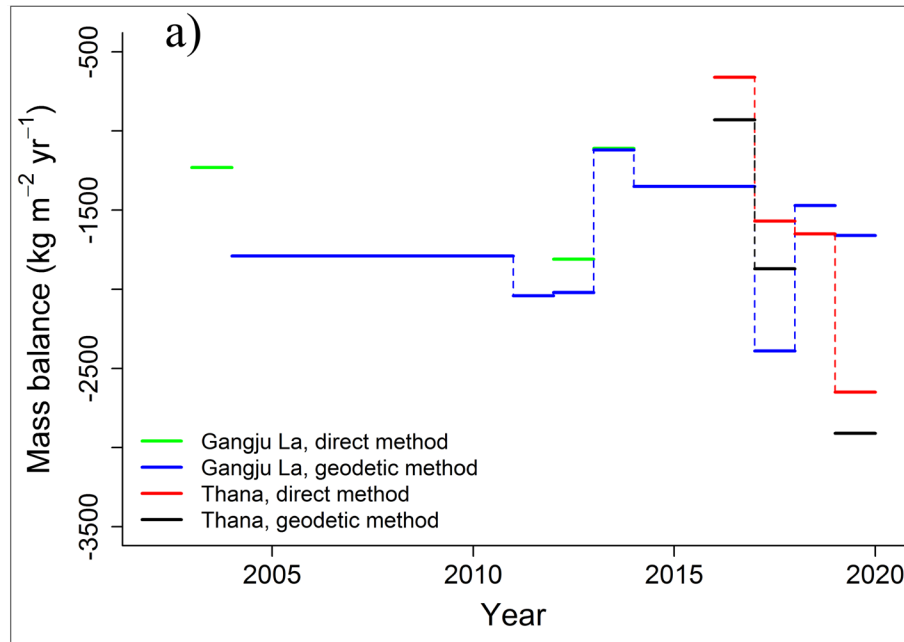 a)
Mass balance (kg m⁻² yr⁻¹)
-500
-1500
-2500
-3500
Gangju La, direct method
Gangju La, geodetic method
Thana, direct method
Thana, geodetic method
2005 2010 2015 2020
Year